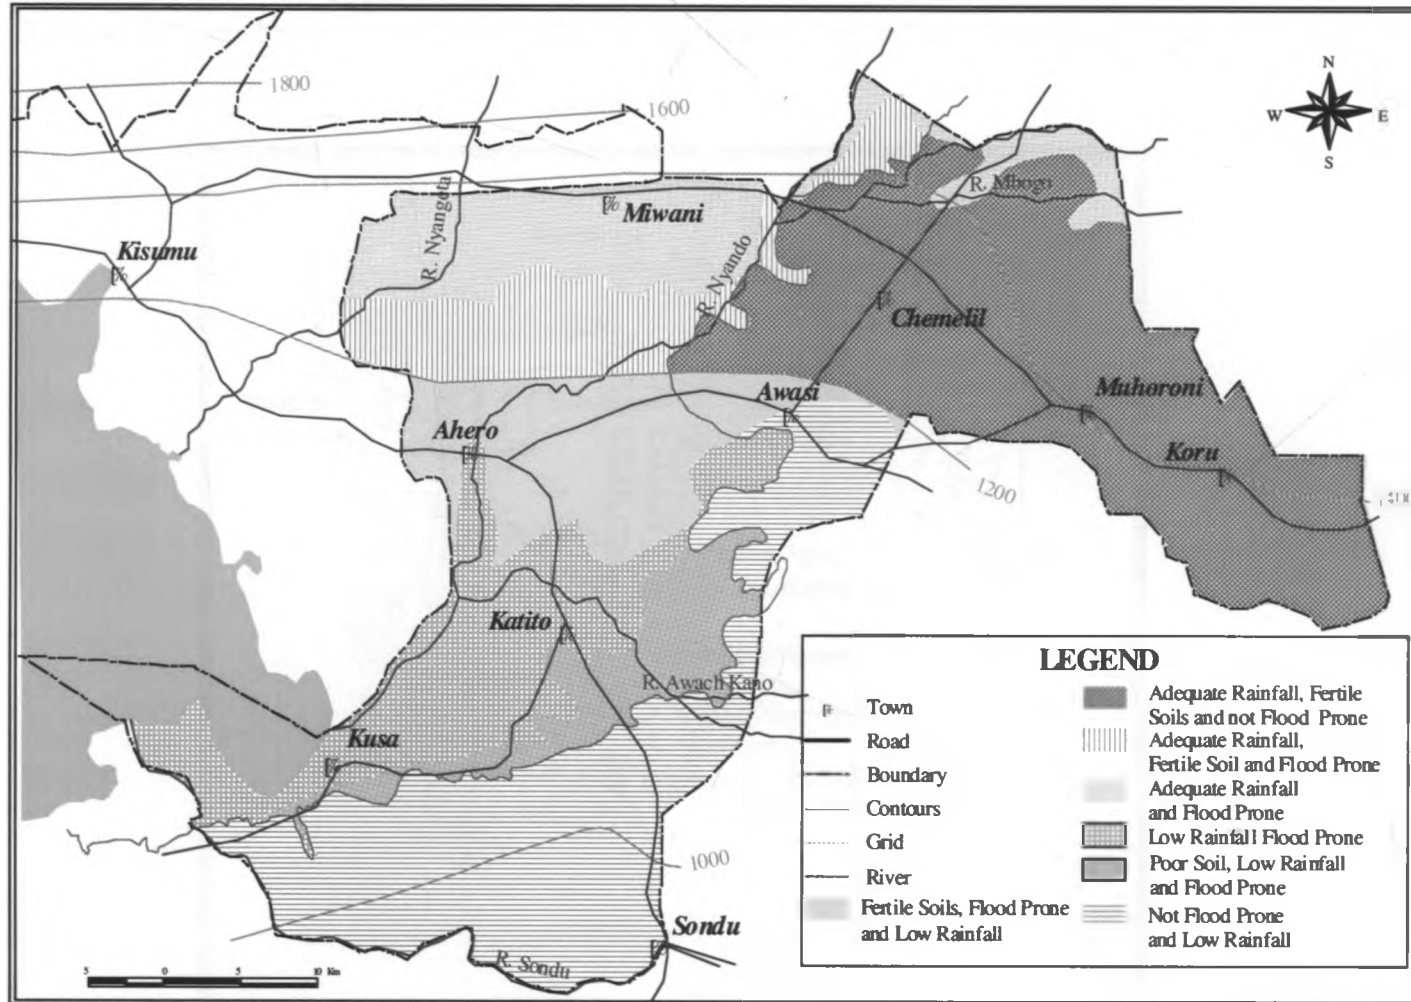 1800
1600
N
W E
S
Kisumu
R. Nyangeta
Miwani
R. Mbogo
R. Nyando
Chemelil
Awasi
Muhoroni
Ahero
Koru
1200
Katito
R. Awach Kano
Kusa
1000
Sondu
R. Sondu
5 0 5 10 Km
LEGEND
Town
Road
Boundary
Contours
Grid
River
Fertile Soils, Flood Prone
and Low Rainfall
Adequate Rainfall, Fertile
Soils and not Flood Prone
Adequate Rainfall,
Fertile Soil and Flood Prone
Adequate Rainfall
and Flood Prone
Low Rainfall Flood Prone
Poor Soil, Low Rainfall
and Flood Prone
Not Flood Prone
and Low Rainfall